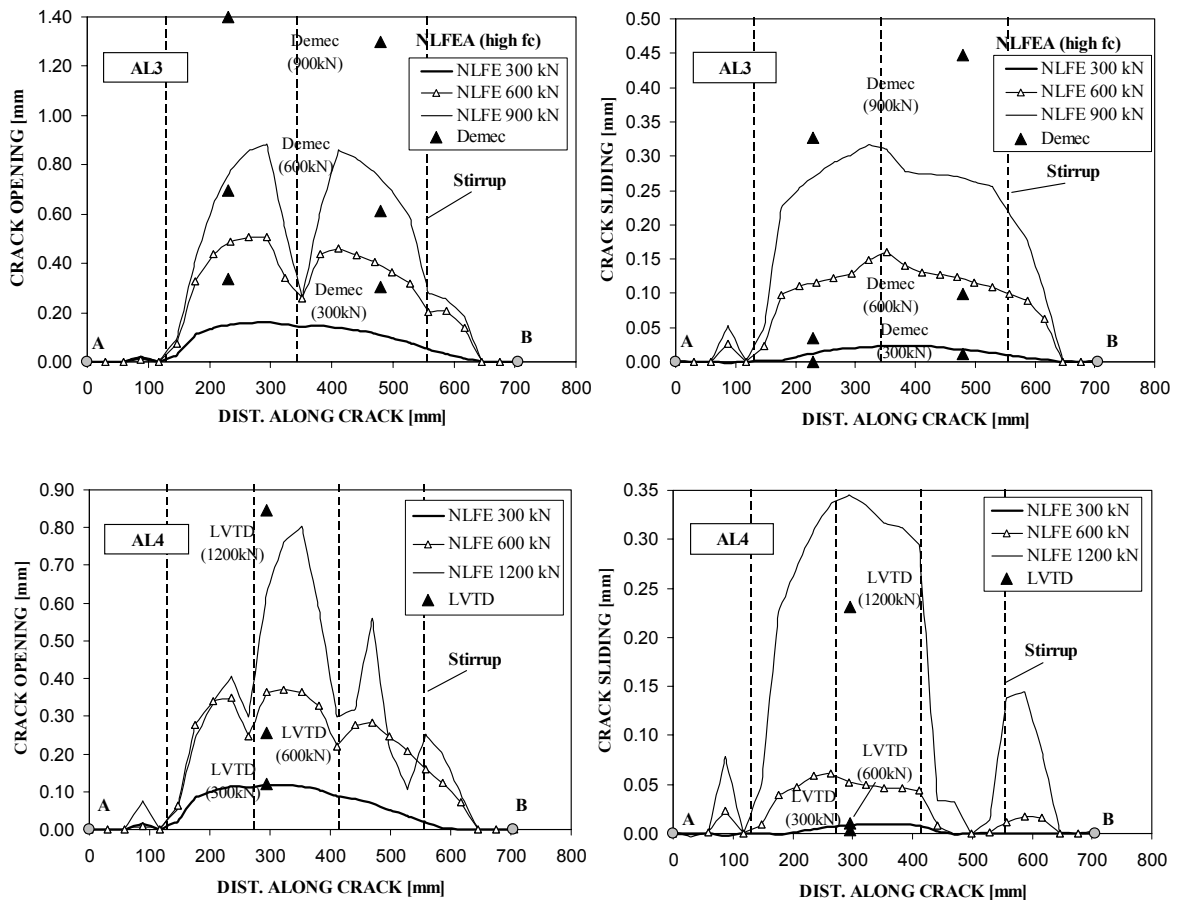 1.40
1.20
1.00
0.80
0.60
0.40
0.20
0.00
CRACK OPENING [mm]
AL3
Demec
(900kN)
Demec
(600kN)
Demec
(300kN)
NLFEA (high fc)
NLFE 300 kN
NLFE 600 kN
NLFE 900 kN
Demec
Stirrup
A
B
0 100 200 300 400 500 600 700 800
DIST. ALONG CRACK [mm]
0.50
0.45
0.40
0.35
0.30
0.25
0.20
0.15
0.10
0.05
0.00
CRACK SLIDING [mm]
AL3
Demec
(900kN)
Demec
(600kN)
Demec
(300kN)
NLFEA (high fc)
NLFE 300 kN
NLFE 600 kN
NLFE 900 kN
Demec
Stirrup
A
B
0 100 200 300 400 500 600 700 800
DIST. ALONG CRACK [mm]
0.90
0.80
0.70
0.60
0.50
0.40
0.30
0.20
0.10
0.00
CRACK OPENING [mm]
AL4
LVTD
(1200kN)
LVTD
(600kN)
LVTD
(300kN)
NLFE 300 kN
NLFE 600 kN
NLFE 1200 kN
LVTD
Stirrup
A
B
0 100 200 300 400 500 600 700 800
DIST. ALONG CRACK [mm]
0.35
0.30
0.25
0.20
0.15
0.10
0.05
0.00
CRACK SLIDING [mm]
AL4
LVTD
(1200kN)
LVTD
(600kN)
LVTD
(300kN)
NLFE 300 kN
NLFE 600 kN
NLFE 1200 kN
LVTD
Stirrup
A
B
0 100 200 300 400 500 600 700 800
DIST. ALONG CRACK [mm]